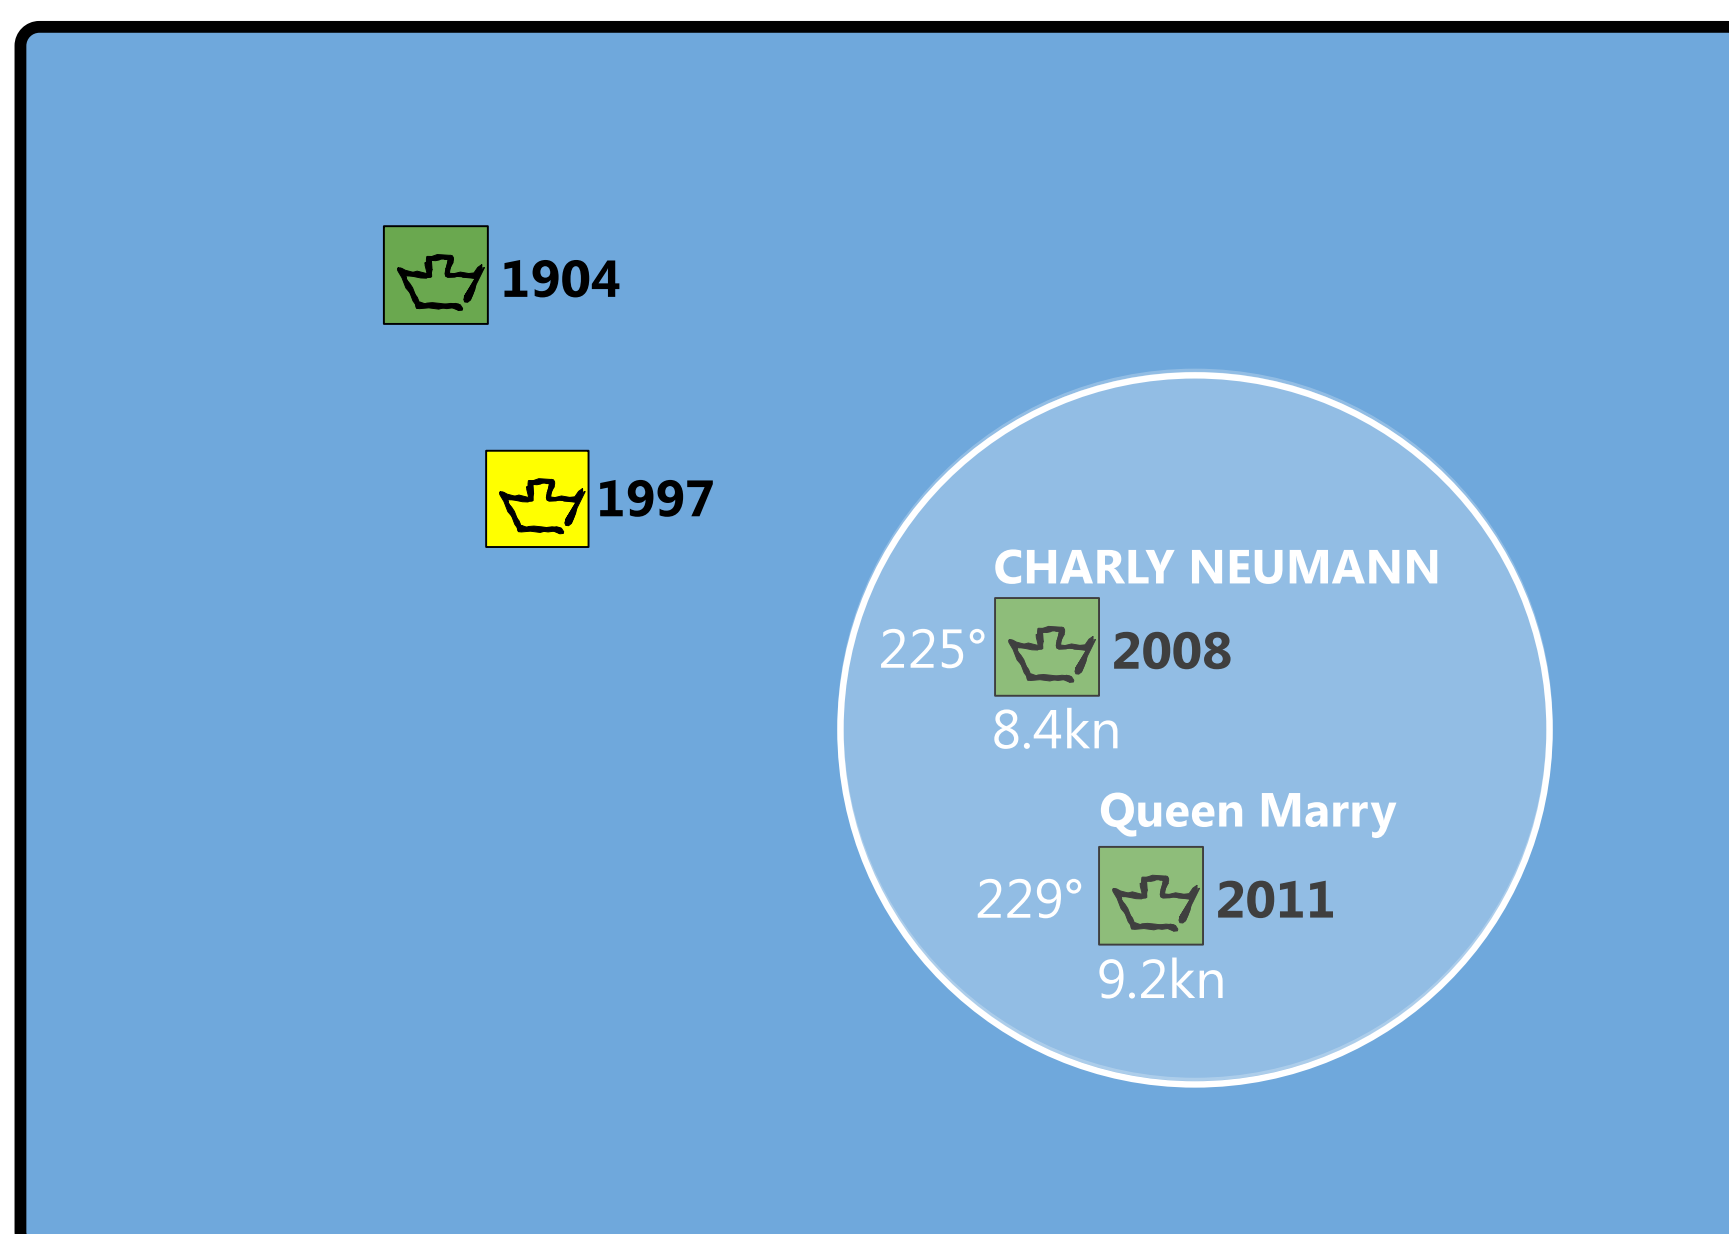 1904
1997
CHARLY NEUMANN
225° 2008
8.4kn
Queen Marry
229° 2011
9.2kn